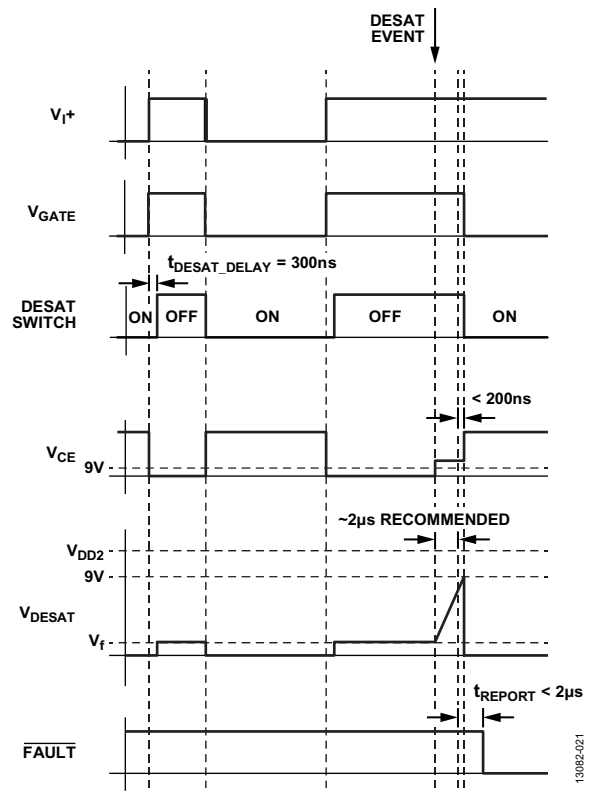 DESAT
EVENT
VI+
VGATE
tDESAT_DELAY = 300ns
DESAT
SWITCH
ON
OFF
ON
OFF
ON
< 200ns
VCE
9V
~2µs RECOMMENDED
VDD2
9V
VDESAT
Vf
tREPORT < 2µs
FAULT
13082-021